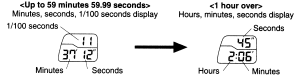 <Up to 59 minutes 59.99 seconds>
Minutes, seconds, 1/100 seconds display
1/100 seconds
11
37'12"
Minutes
Seconds
<1 hour over>
Hours, minutes, seconds display
Seconds
45"
2:06'
Hours
Minutes